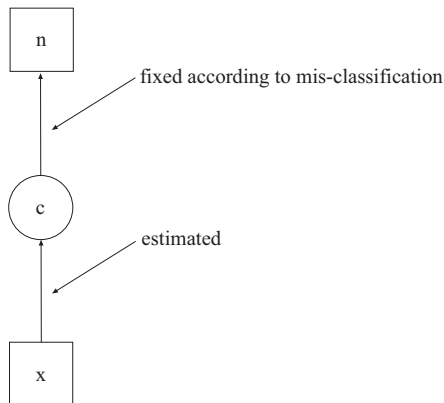 n
fixed according to mis-classification
c
estimated
x